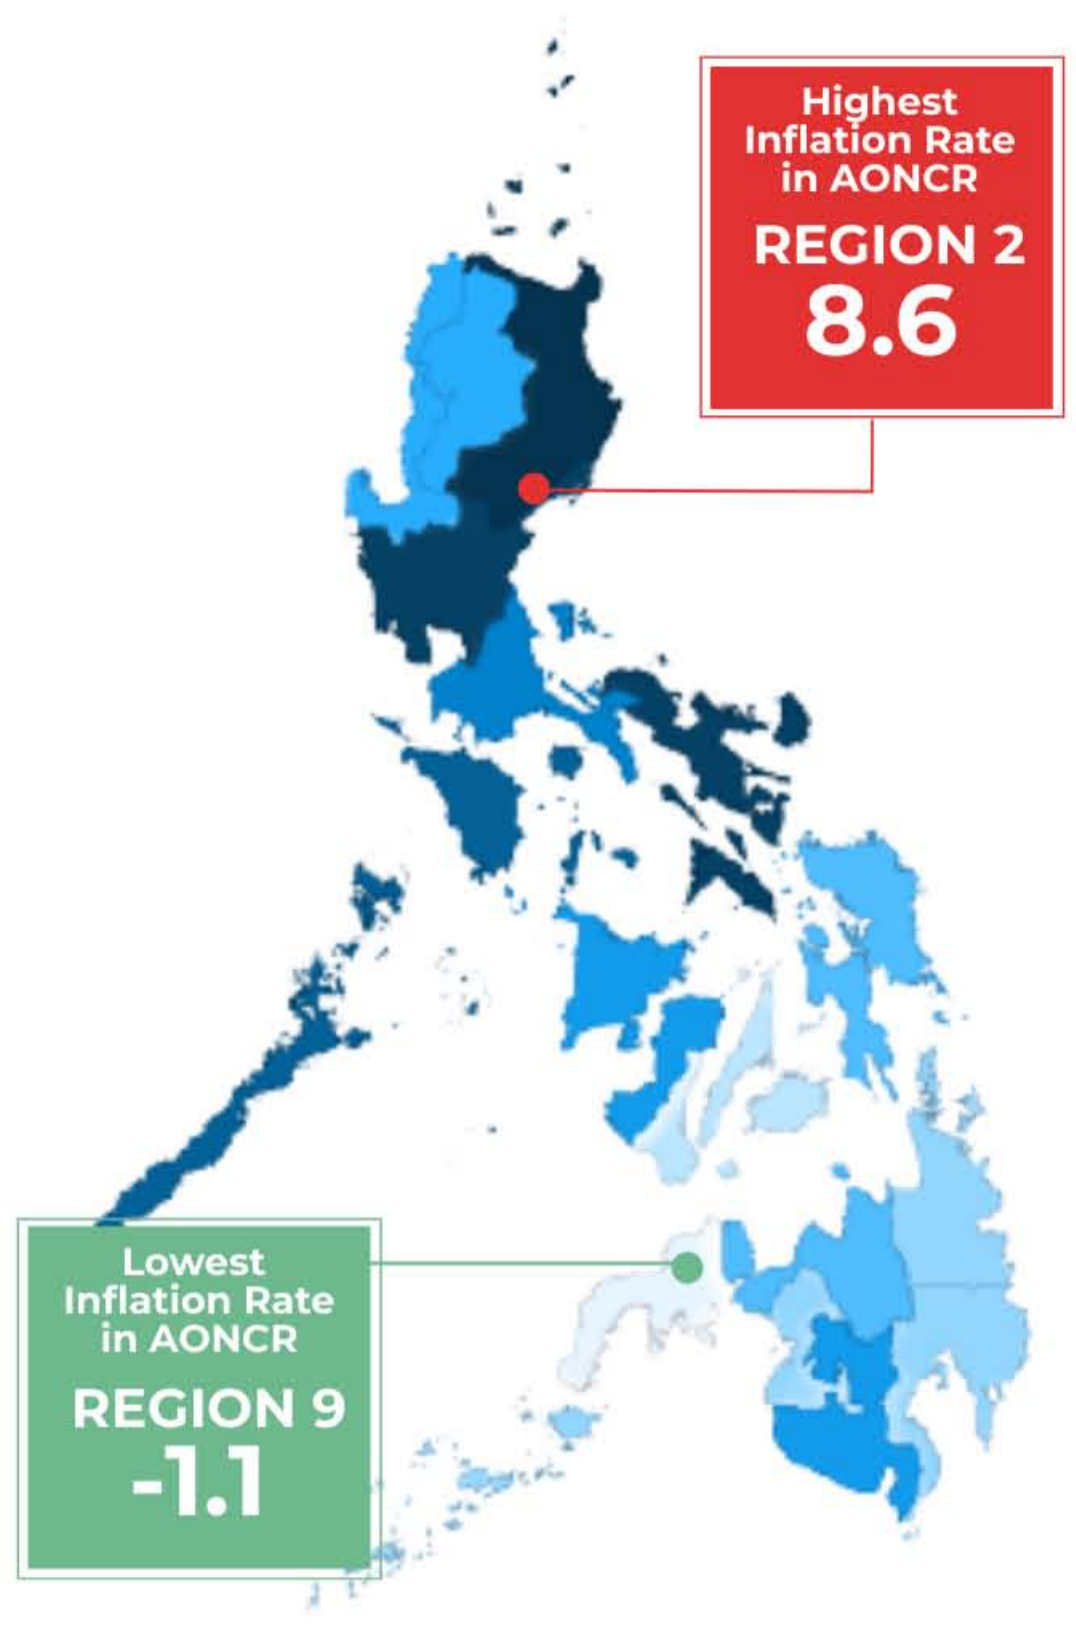 Highest
Inflation Rate
in AONCR
REGION 2
8.6
Lowest
Inflation Rate
in AONCR
REGION 9
-1.1